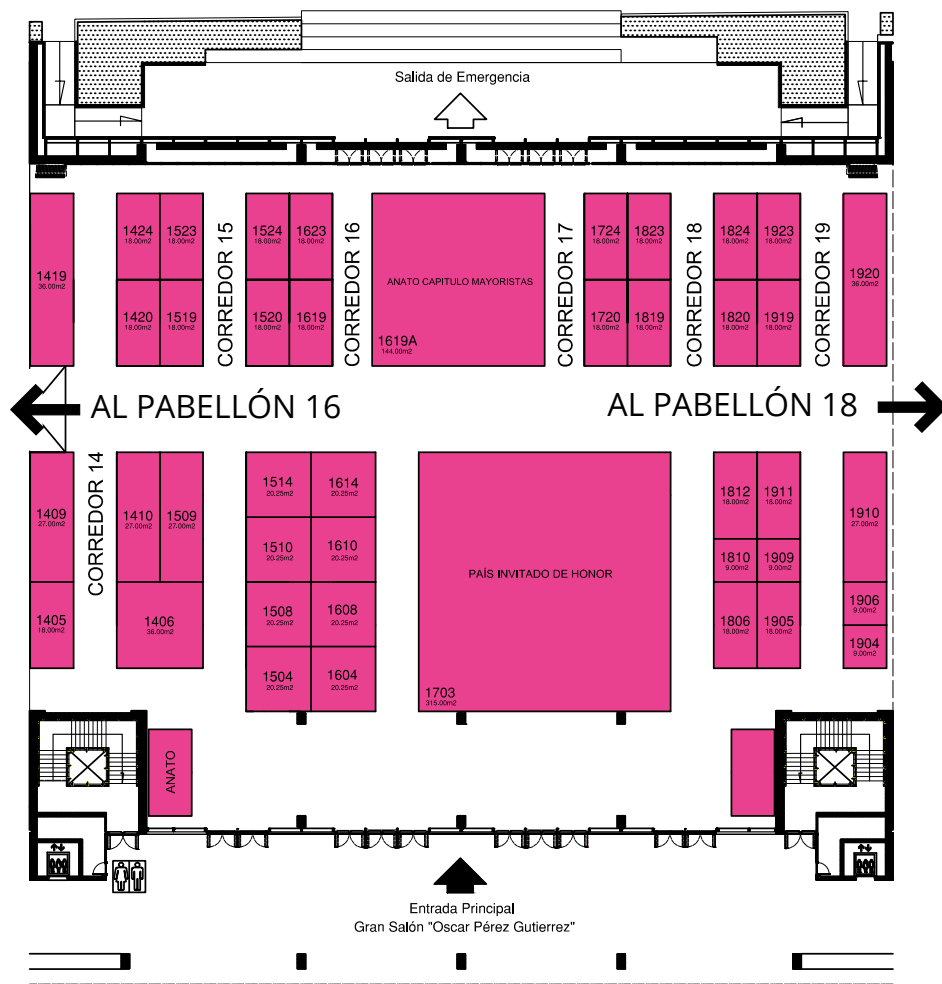 Salida de Emergencia
1424
18.00m2
1523
18.00m2
CORREDOR 15
1524
18.00m2
1623
18.00m2
CORREDOR 16
ANATO CAPITULO MAYORISTAS
1619A
144.00m2
CORREDOR 17
1724
18.00m2
1823
18.00m2
CORREDOR 18
1824
18.00m2
1923
18.00m2
CORREDOR 19
1419
36.00m2
1920
36.00m2
1420
18.00m2
1519
18.00m2
1520
18.00m2
1619
18.00m2
1720
18.00m2
1819
18.00m2
1820
18.00m2
1919
18.00m2
AL PABELLÓN 16
AL PABELLÓN 18
1409
27.00m2
CORREDOR 14
1410
27.00m2
1509
27.00m2
1514
20.25m2
1614
20.25m2
1510
20.25m2
1610
20.25m2
1508
20.25m2
1608
20.25m2
1504
20.25m2
1604
20.25m2
1405
18.00m2
1406
36.00m2
PAÍS INVITADO DE HONOR
1703
315.00m2
1812
18.00m2
1911
18.00m2
1810
9.00m2
1909
9.00m2
1806
18.00m2
1905
18.00m2
1910
27.00m2
1906
9.00m2
1904
9.00m2
ANATO
Entrada Principal
Gran Salón "Oscar Pérez Gutierrez"